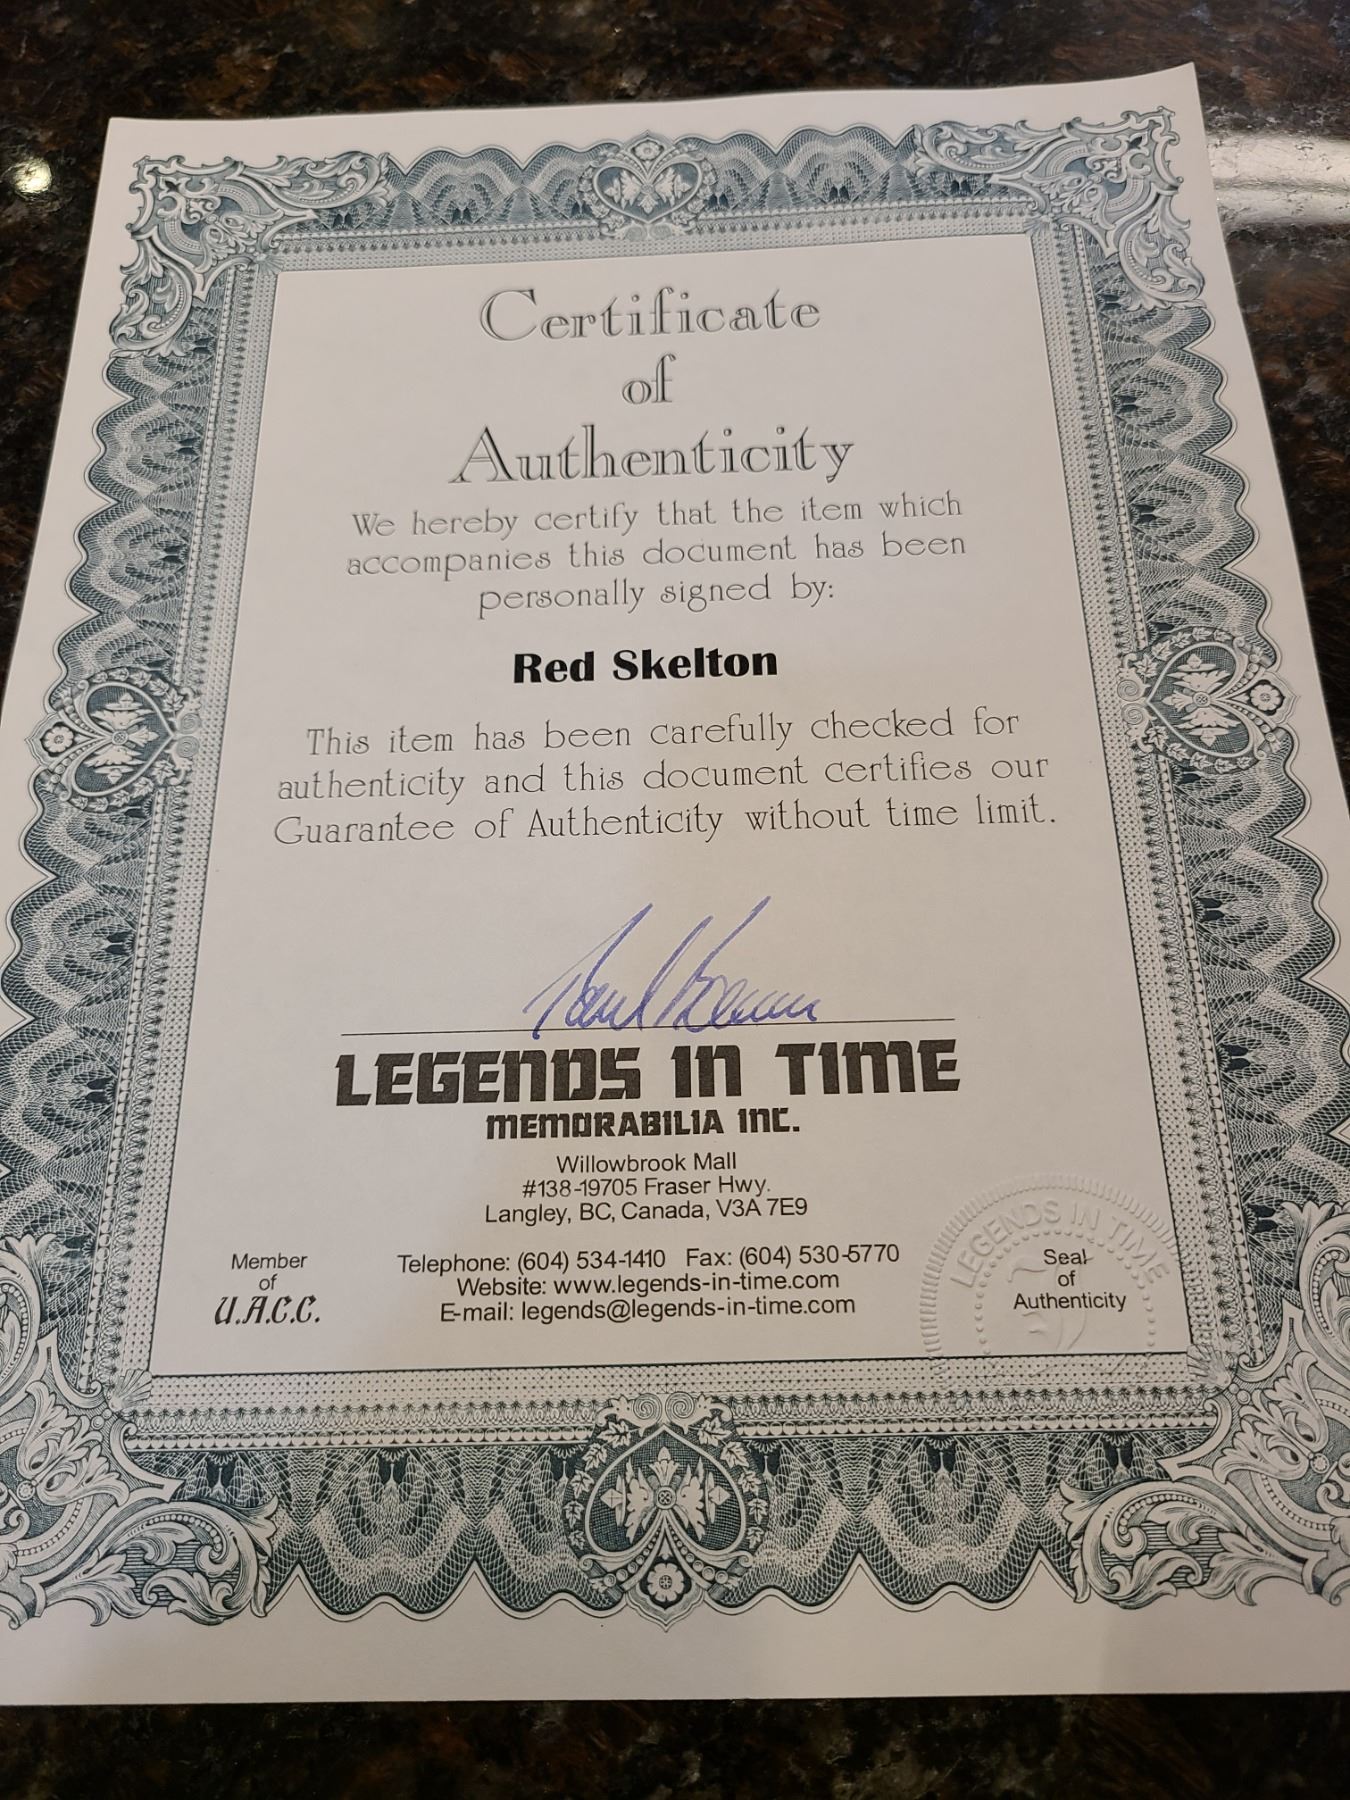 Certificate
of
Authenticity
We hereby certify that the item which
accompanies this document has been
personally signed by:
Red Skelton
This item has been carefully checked for
authenticity and this document certifies our
Guarantee of Authenticity without time limit.
LEGENDS IN TIME
MEMORABILIA INC.
Willowbrook Mall
#138-19705 Fraser Hwy.
Langley, BC, Canada, V3A 7E9
Telephone: (604) 534-1410 Fax: (604) 530-5770
Website: www.legends-in-time.com
E-mail: legends@legends-in-time.com
Member
of
U.A.C.C.
LEGENDS IN TIME
Seal
of
Authenticity